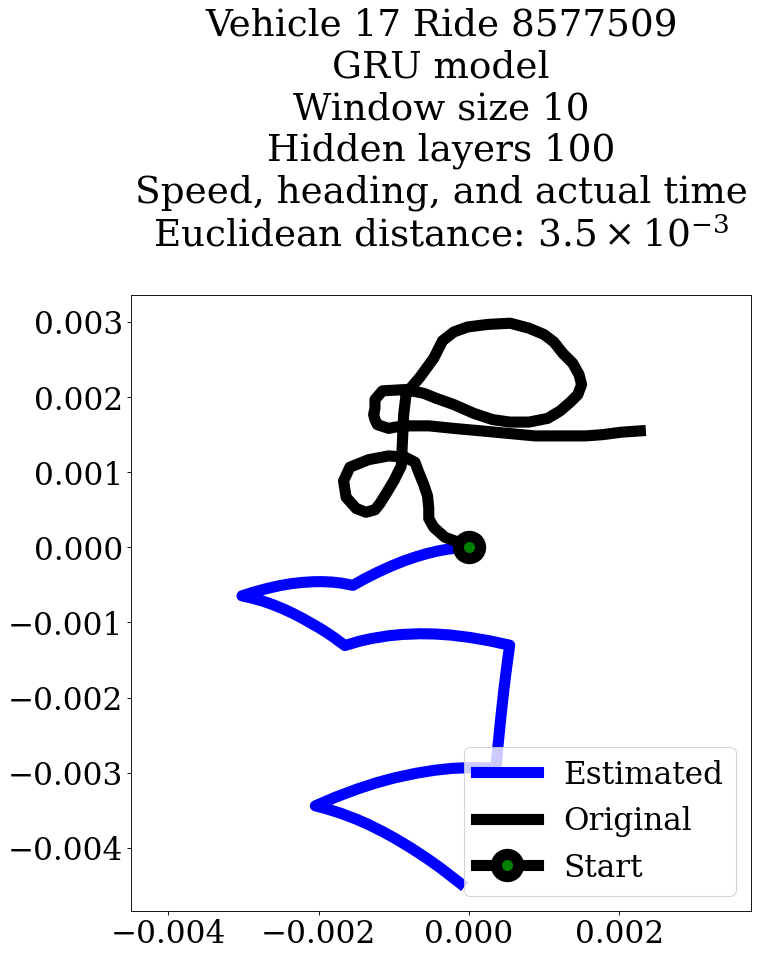 Vehicle 17 Ride 8577509
GRU model
Window size 10
Hidden layers 100
Speed, heading, and actual time
Euclidean distance: 3.5 × 10⁻³
0.003
0.002
0.001
0.000
−0.001
−0.002
−0.003
−0.004
Estimated
Original
Start
−0.004 −0.002 0.000 0.002